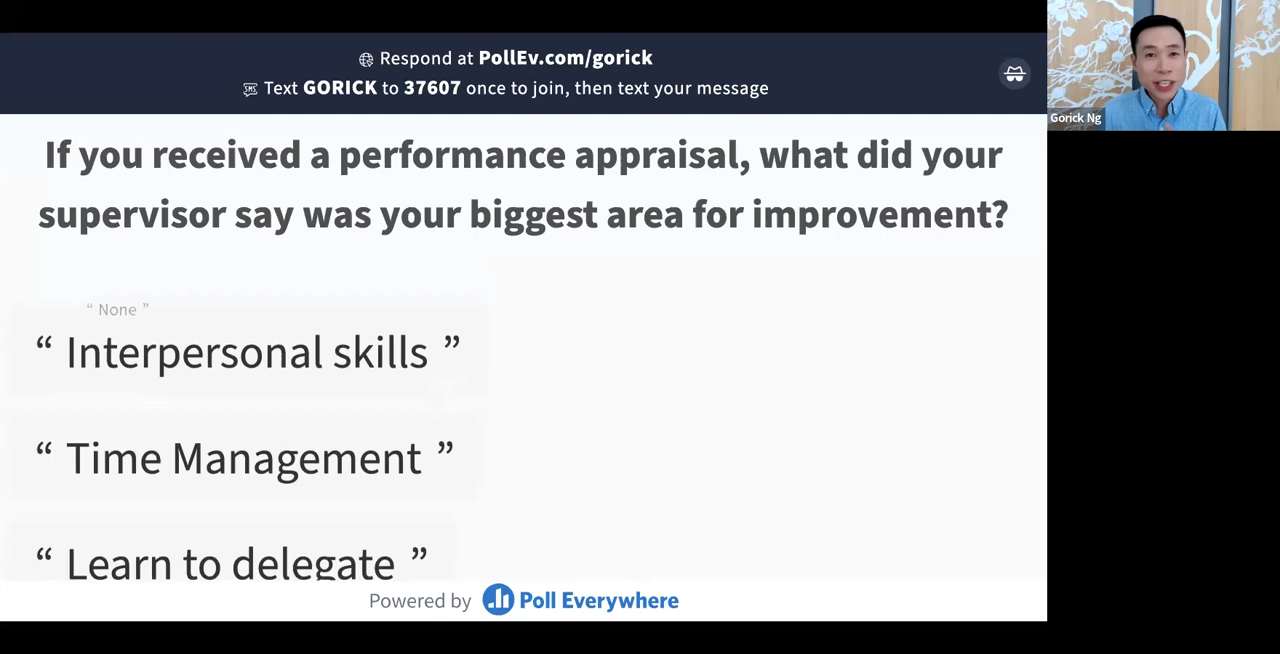 Respond at PollEv.com/gorick
Text GORICK to 37607 once to join, then text your message
Gorick Ng
If you received a performance appraisal, what did your
supervisor say was your biggest area for improvement?
“ None ”
“ Interpersonal skills ”
“ Time Management ”
“ Learn to delegate ”
Powered by Poll Everywhere